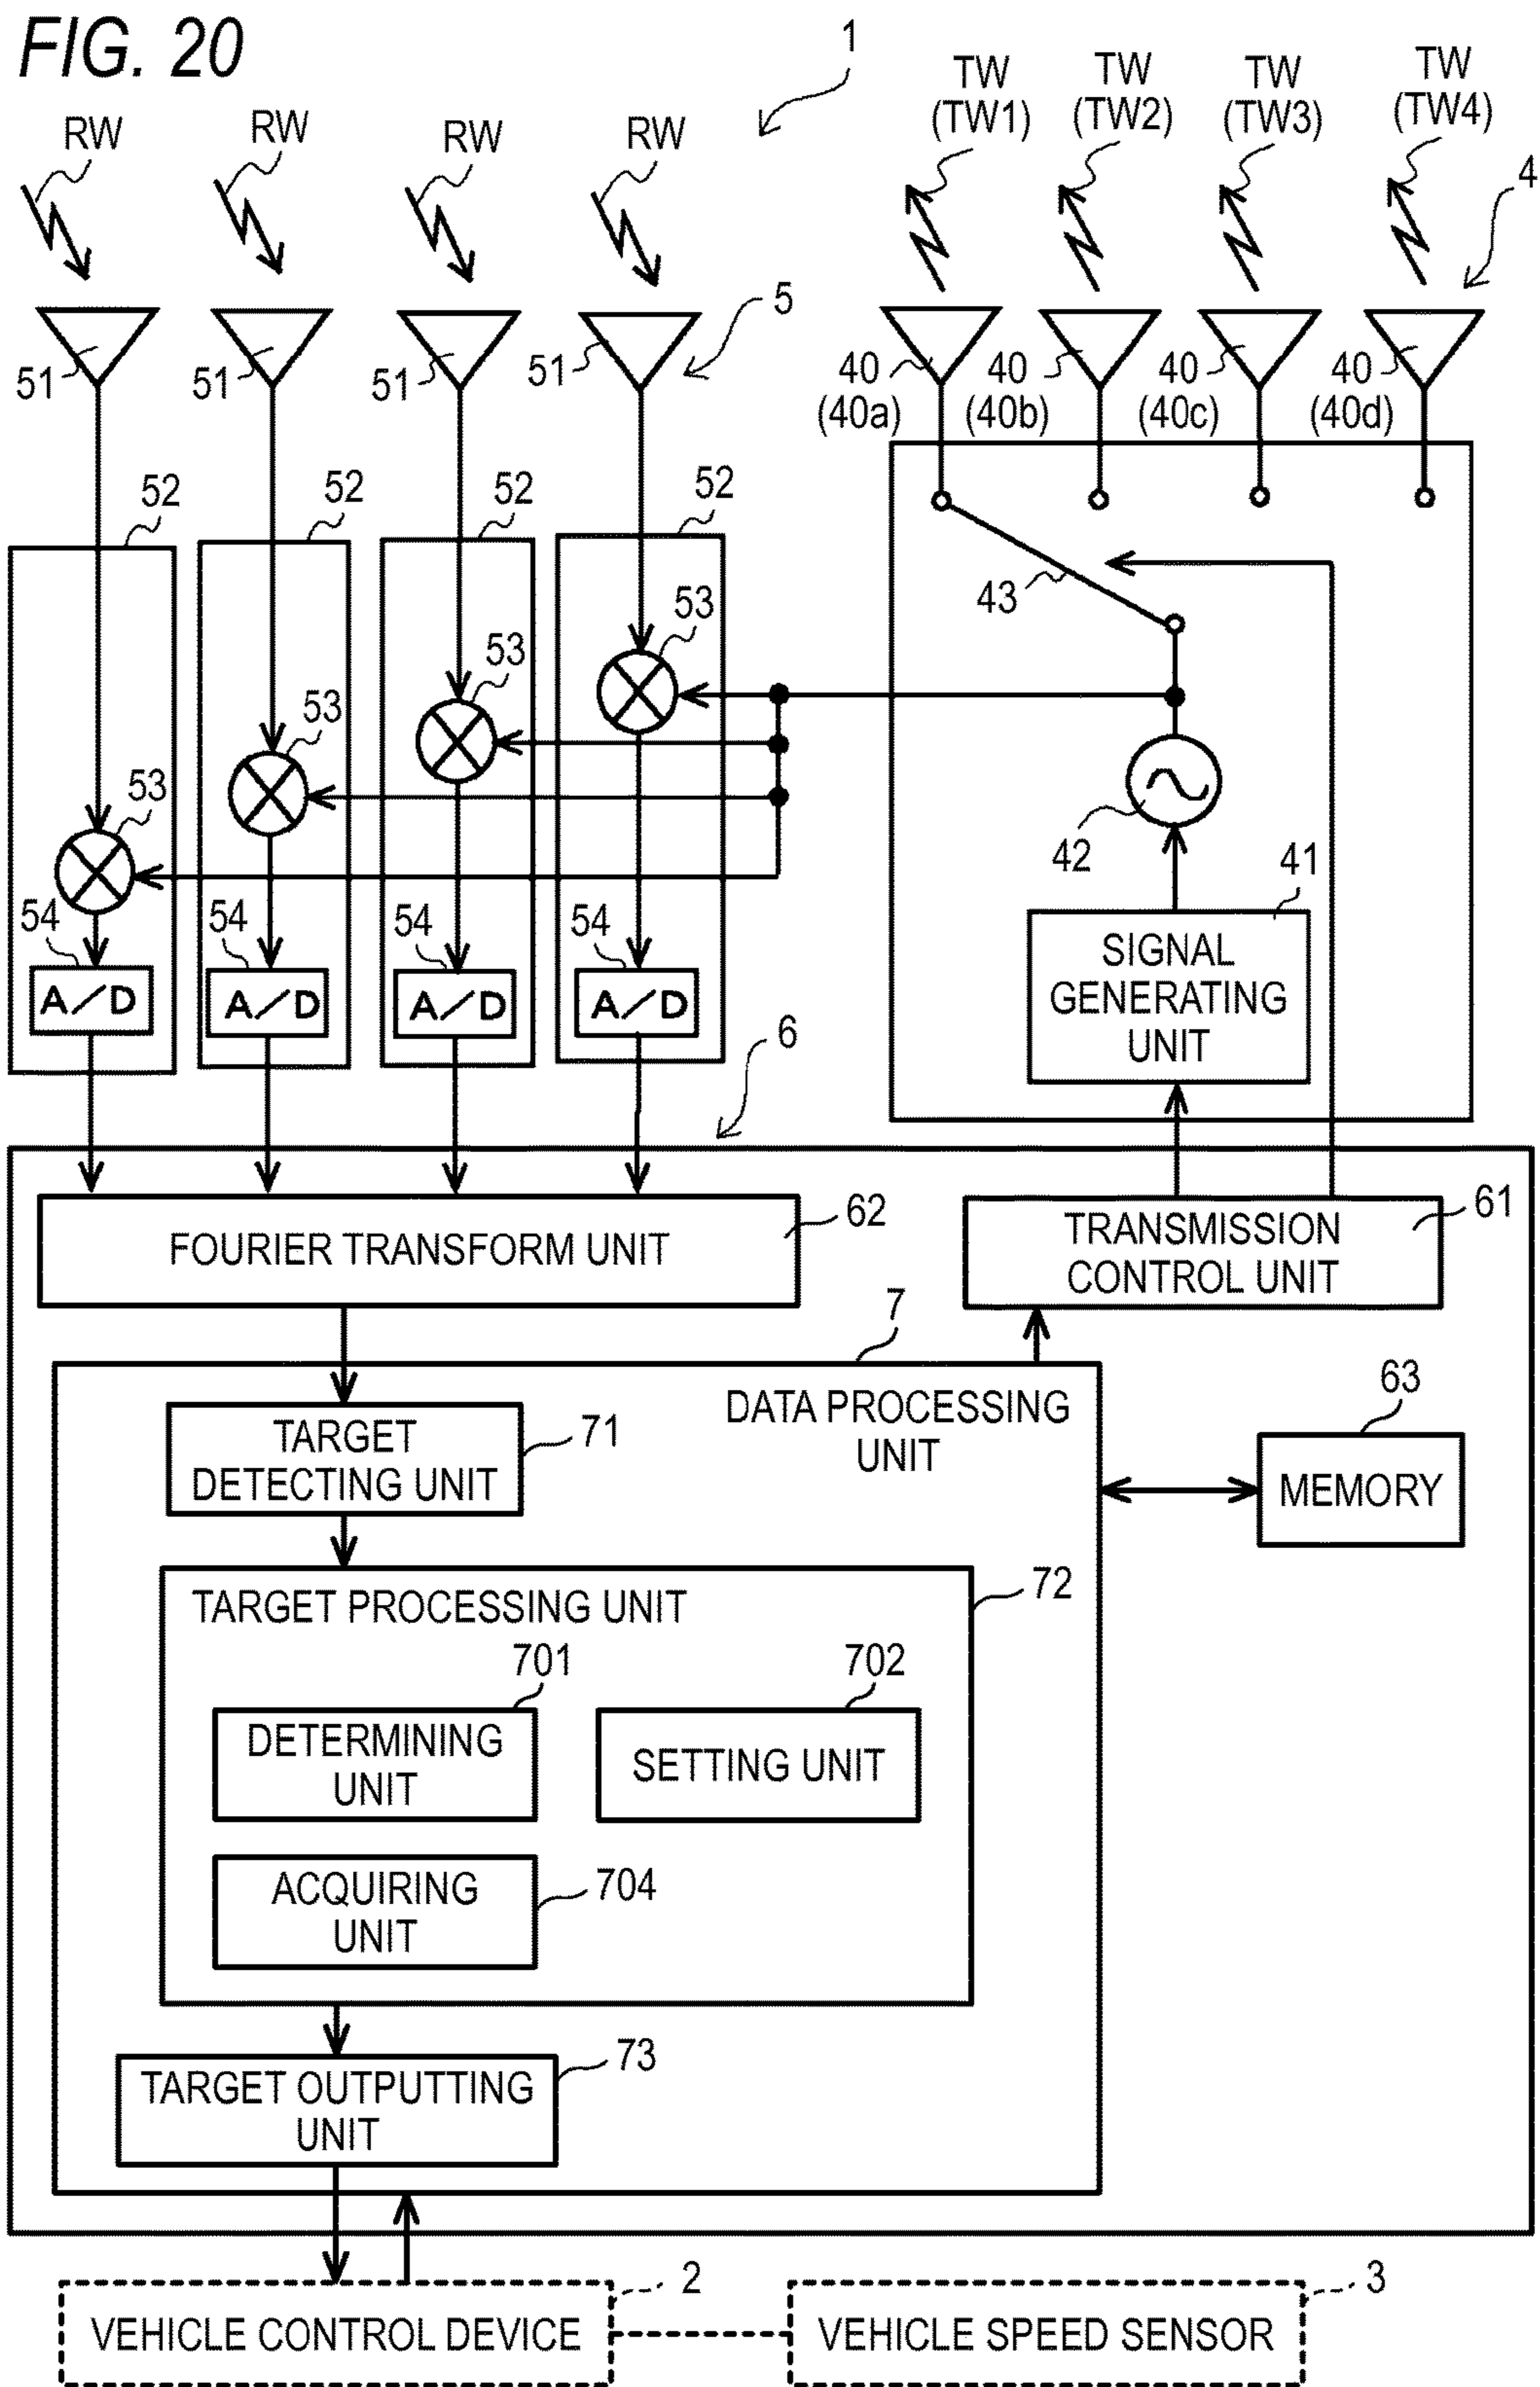 FIG. 20
1
TW
(TW1)
TW
(TW2)
TW
(TW3)
TW
(TW4)
RW
RW
RW
RW
4
5
51
51
51
51
40
(40a)
40
(40b)
40
(40c)
40
(40d)
52
52
52
52
43
53
53
53
53
42
41
SIGNAL
GENERATING
UNIT
54
54
54
54
A/D
A/D
A/D
A/D
6
FOURIER TRANSFORM UNIT
62
TRANSMISSION
CONTROL UNIT
61
7
DATA PROCESSING
UNIT
TARGET
DETECTING UNIT
71
63
MEMORY
TARGET PROCESSING UNIT
72
701
DETERMINING
UNIT
702
SETTING UNIT
ACQUIRING
UNIT
704
TARGET OUTPUTTING
UNIT
73
VEHICLE CONTROL DEVICE
2
VEHICLE SPEED SENSOR
3